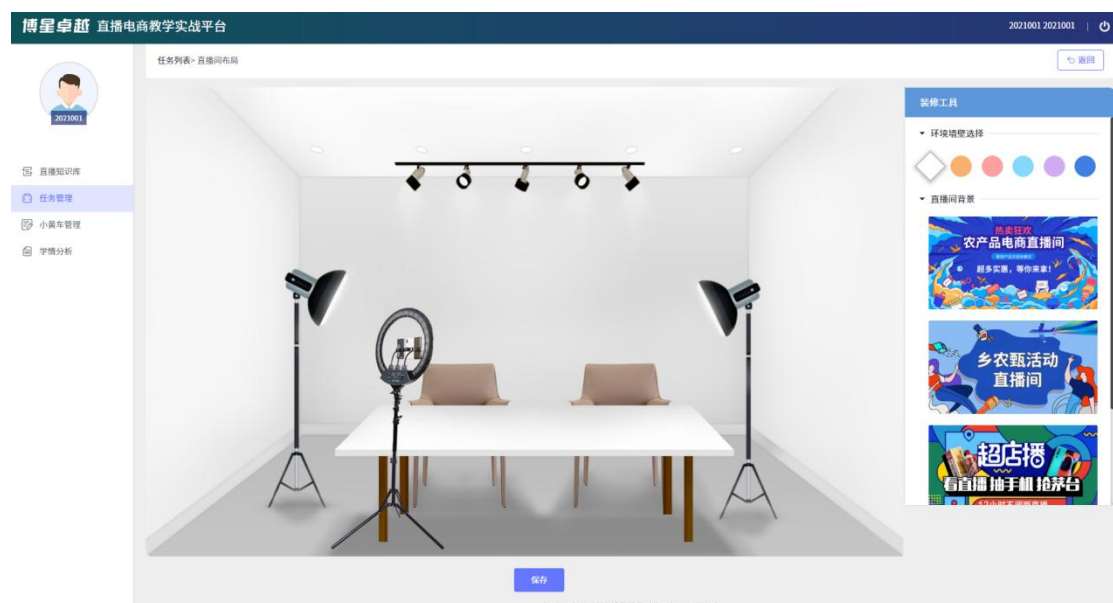 博星卓越 直播电商教学实战平台
2021001 2021001
任务列表> 直播间布局
返回
2021001
直播知识库
任务管理
小黄车管理
学情分析
装修工具
环境墙壁选择
直播间背景
热卖狂欢
农产品电商直播间
超多实惠，等你来拿！
乡农甄活动
直播间
超店播
看直播 抽手机 抢茅台
保存